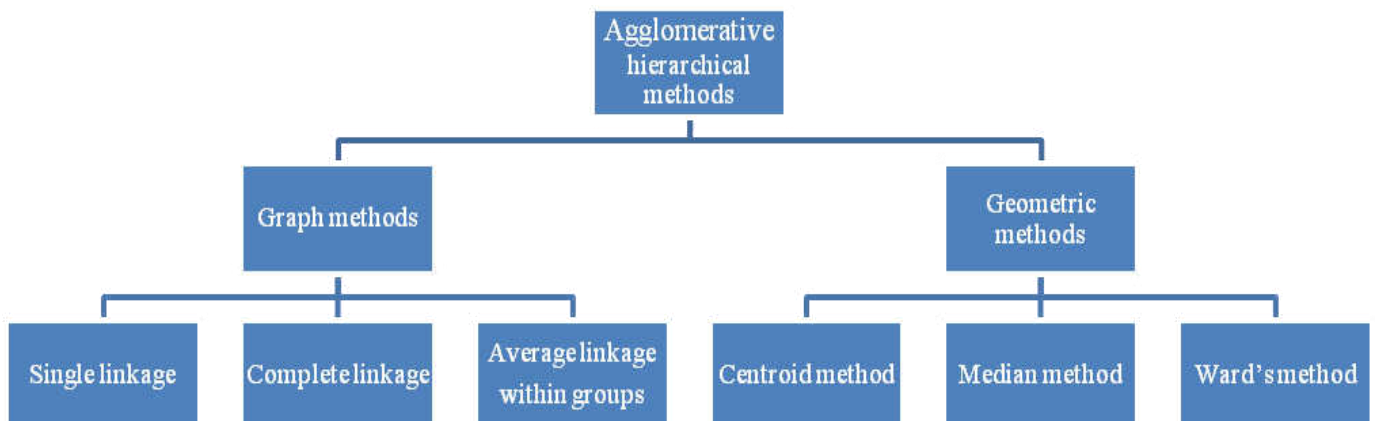 Agglomerative
hierarchical
methods
Graph methods
Geometric
methods
Single linkage
Complete linkage
Average linkage
within groups
Centroid method
Median method
Ward's method